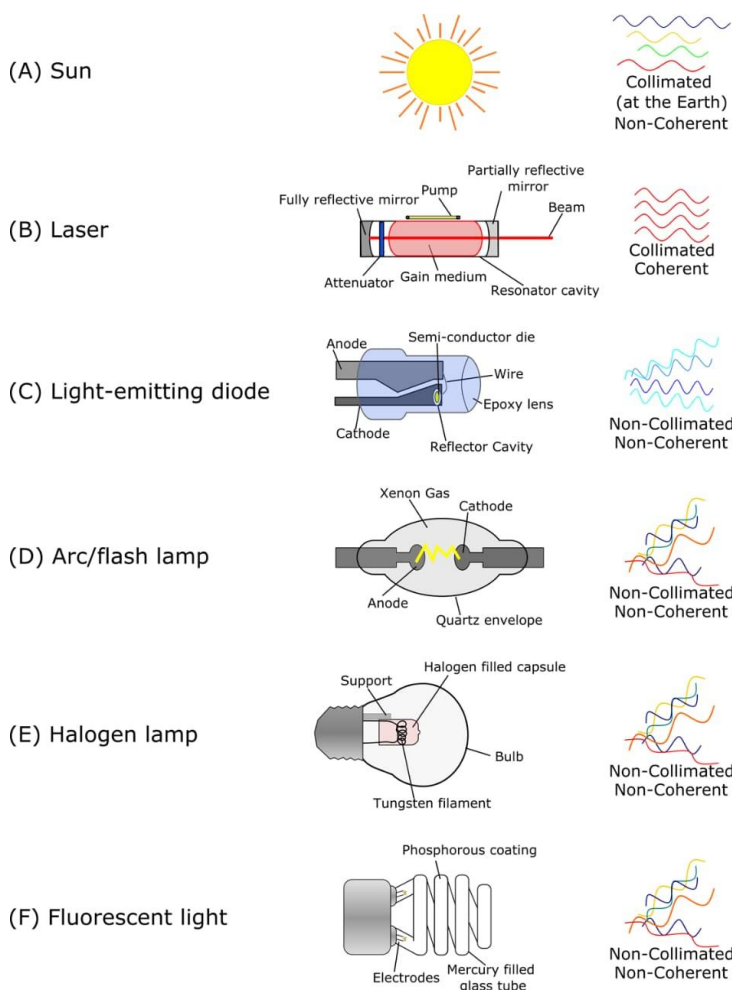 (A) Sun
Collimated
(at the Earth)
Non-Coherent
(B) Laser
Fully reflective mirror
Pump
Partially reflective
mirror
Beam
Attenuator
Gain medium
Resonator cavity
Collimated
Coherent
(C) Light-emitting diode
Anode
Semi-conductor die
Wire
Epoxy lens
Cathode
Reflector Cavity
Non-Collimated
Non-Coherent
(D) Arc/flash lamp
Xenon Gas
Cathode
Anode
Quartz envelope
Non-Collimated
Non-Coherent
(E) Halogen lamp
Support
Halogen filled capsule
Bulb
Tungsten filament
Non-Collimated
Non-Coherent
(F) Fluorescent light
Phosphorous coating
Electrodes
Mercury filled
glass tube
Non-Collimated
Non-Coherent